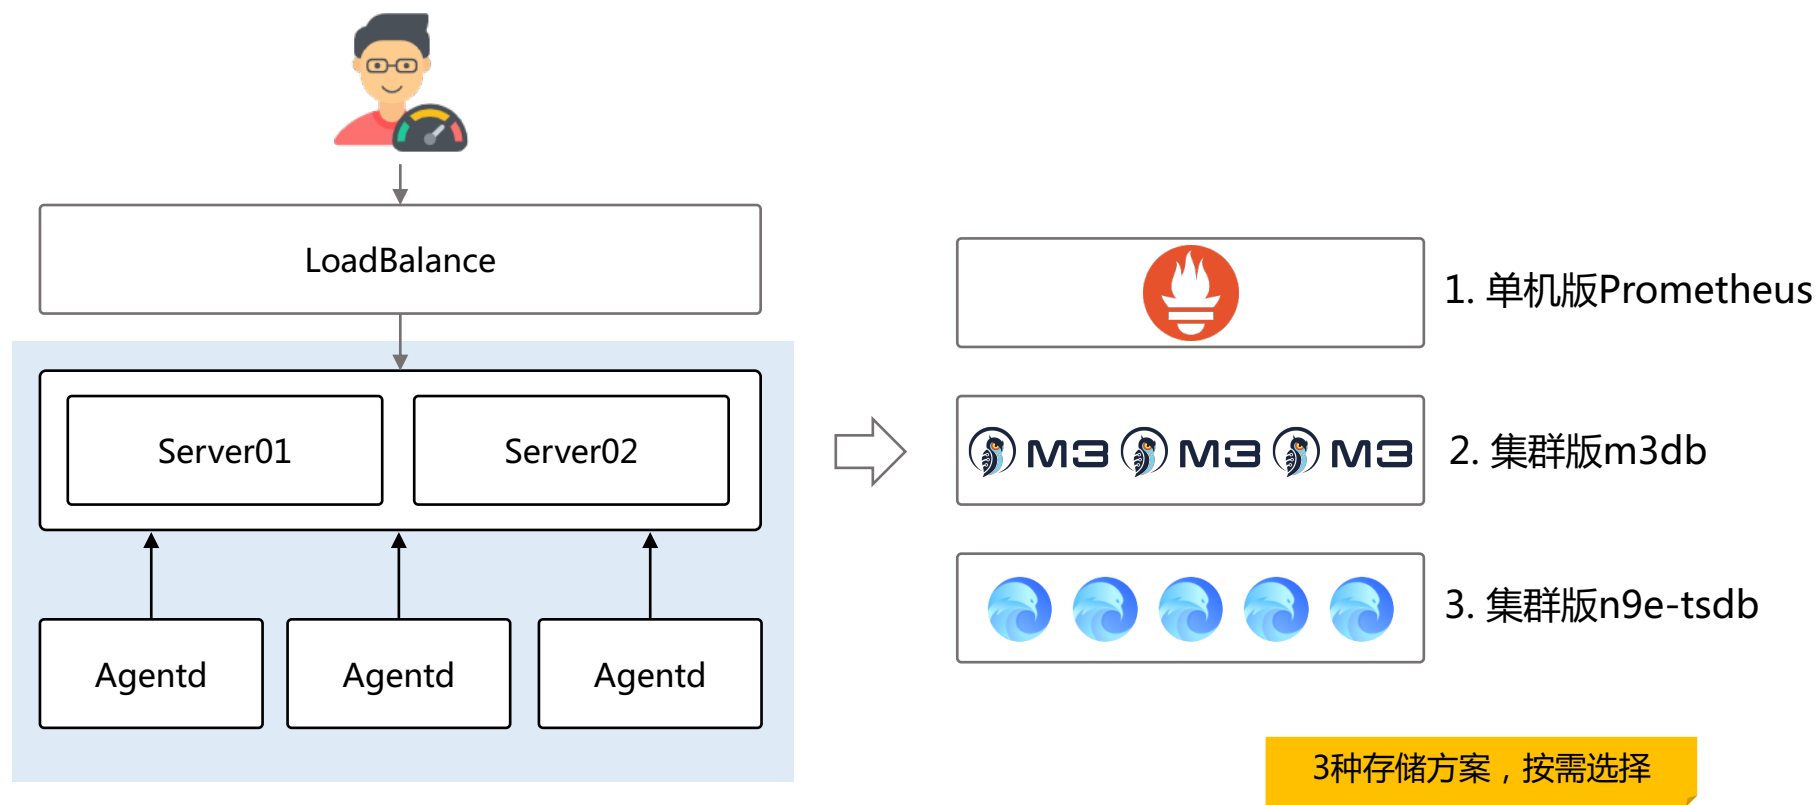 LoadBalance
Server01
Server02
Agentd
Agentd
Agentd
1. 单机版Prometheus
M3 M3 M3
2. 集群版m3db
3. 集群版n9e-tsdb
3种存储方案，按需选择